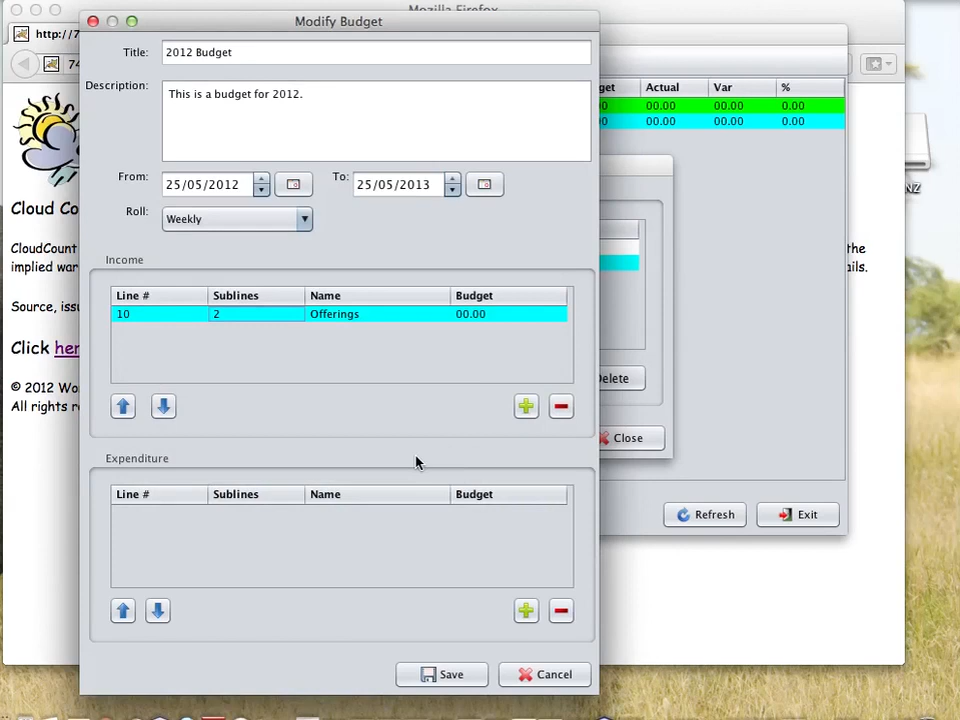 Mozilla Firefox
Modify Budget
http://7
74
Title: 2012 Budget
Description: This is a budget for 2012.
get Actual Var %
00 00.00 00.00 0.00
00 00.00 00.00 0.00
From: 25/05/2012 To: 25/05/2013
NZ
Roll: Weekly
Cloud Co
CloudCount the
implied war ails.
Source, issu
Click her
© 2012 Wo
All rights r
Income
Line # Sublines Name Budget
10 2 Offerings 00.00
Delete
Close
Expenditure
Line # Sublines Name Budget
Refresh Exit
Save Cancel